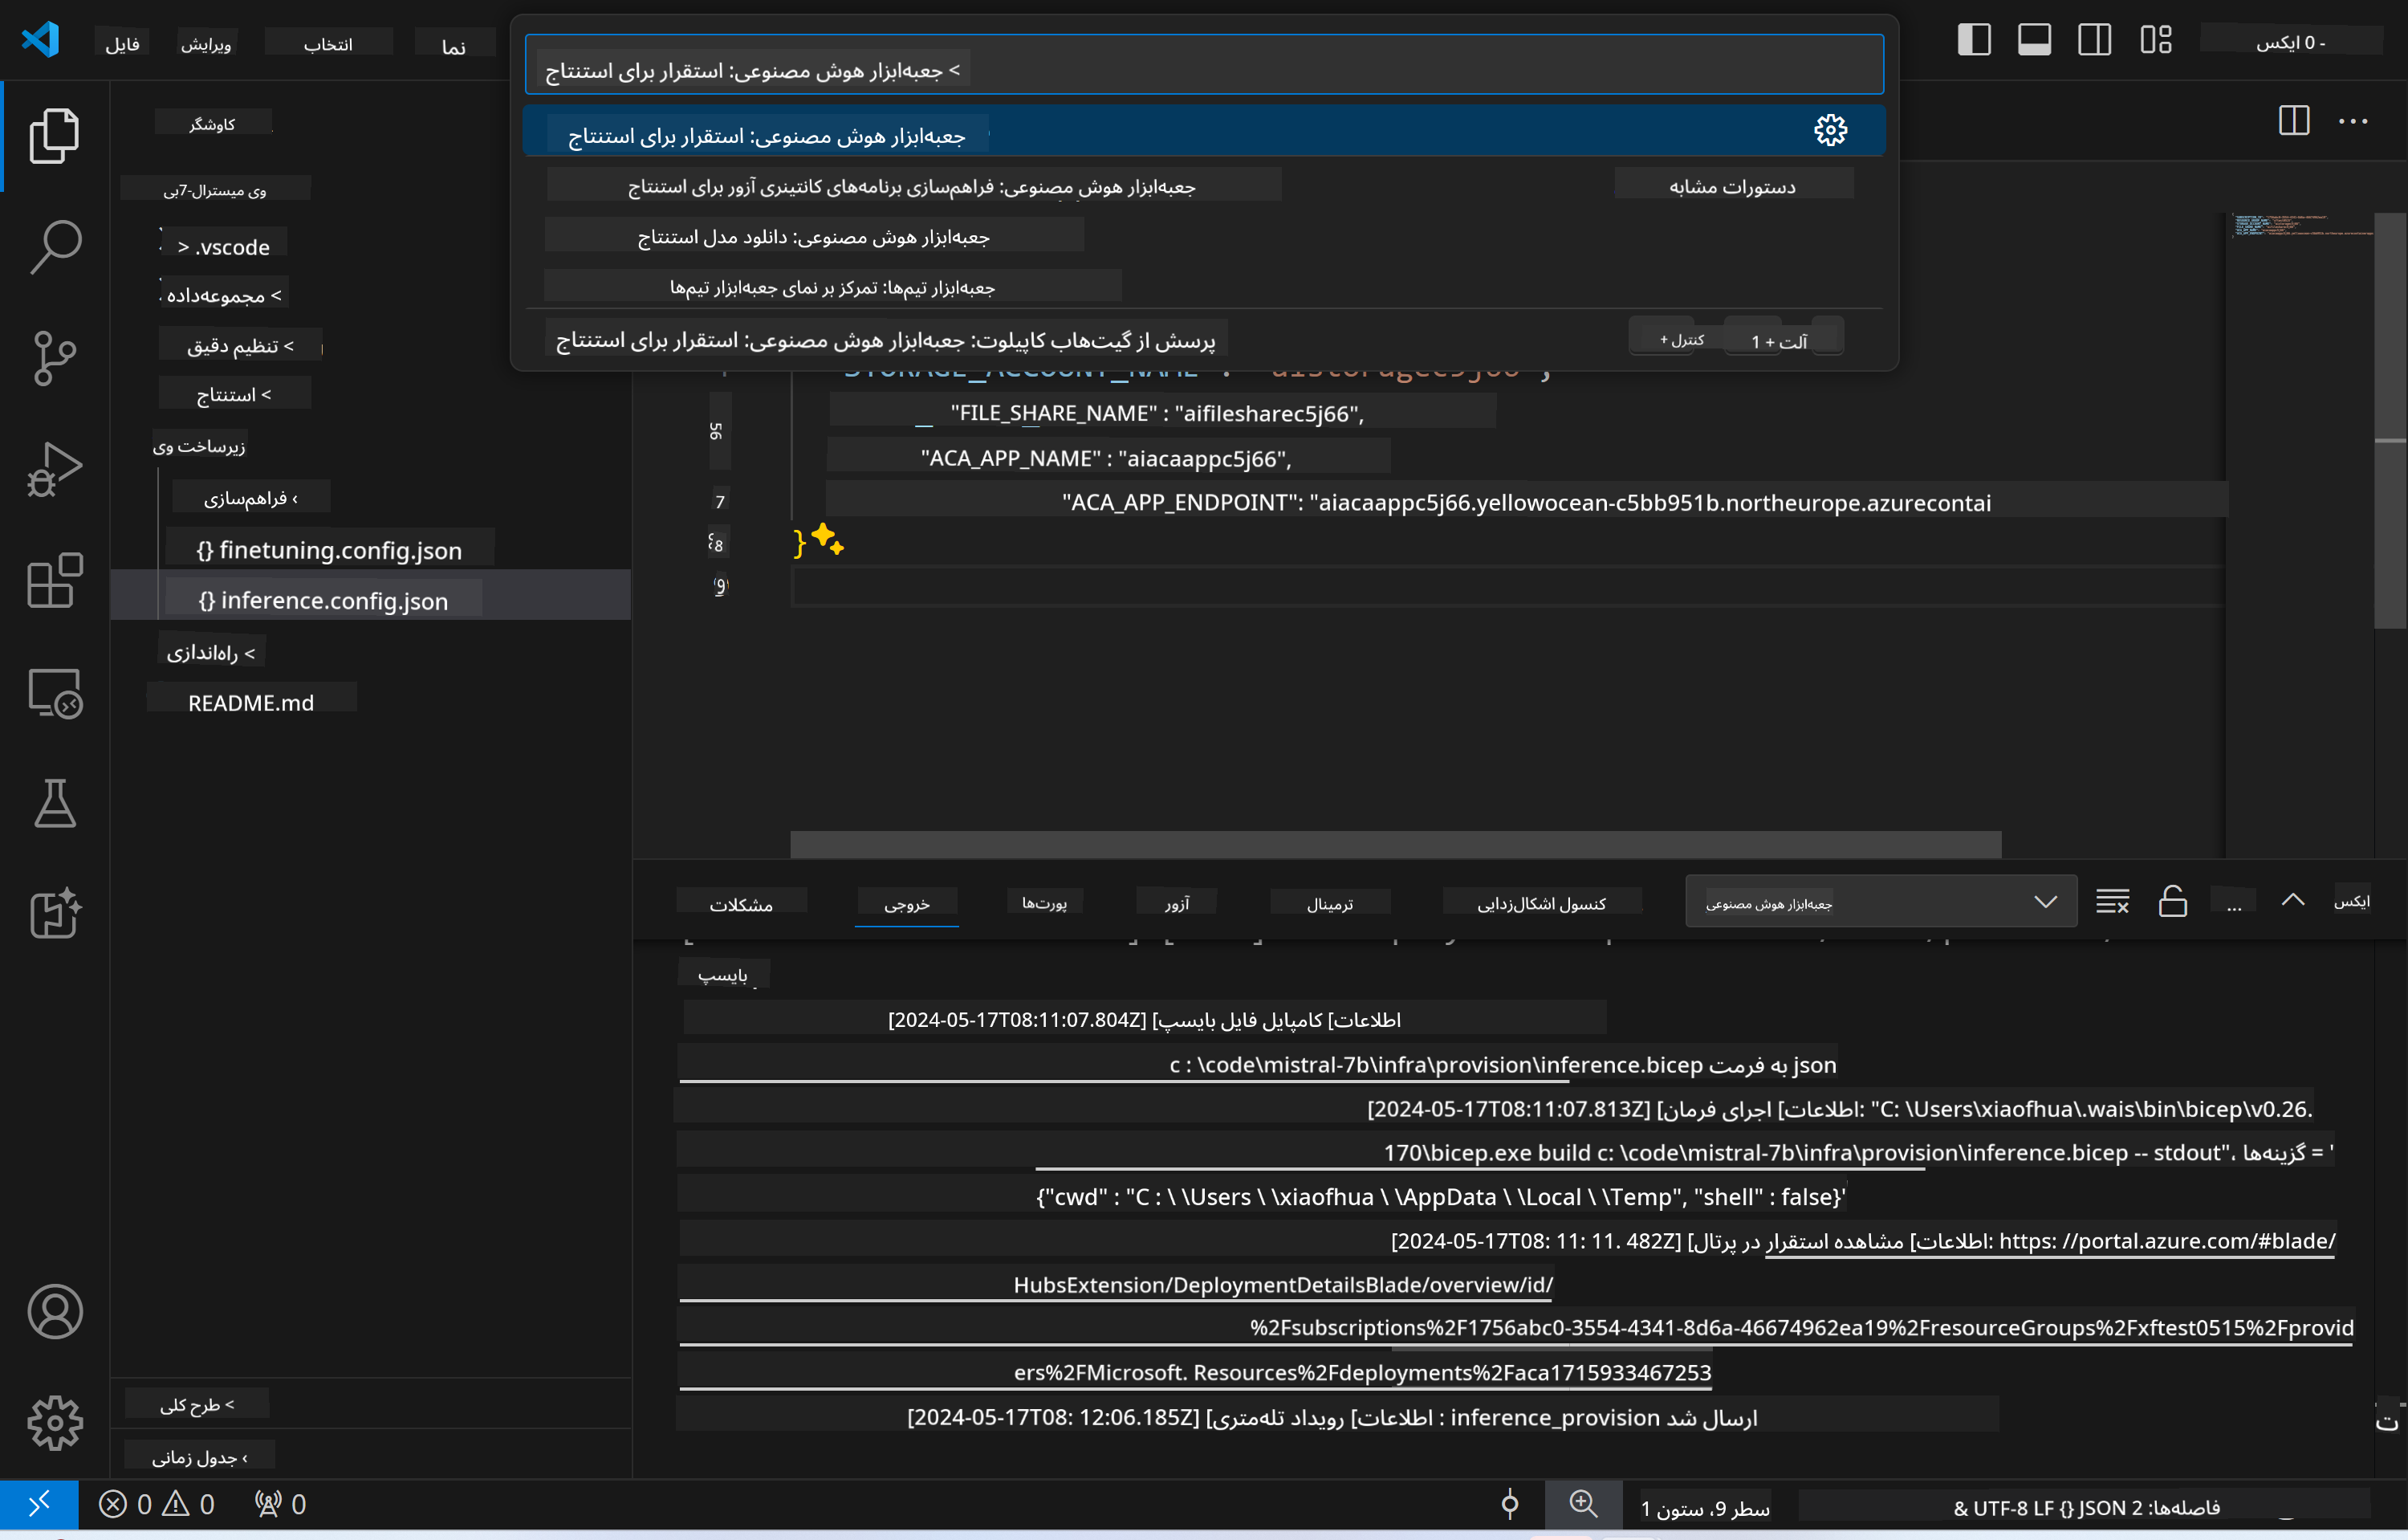 فایل
ویرایش
انتخاب
نما
- 0 ایکس
> جعبه‌ابزار هوش مصنوعی: استقرار برای استنتاج
جعبه‌ابزار هوش مصنوعی: استقرار برای استنتاج
جعبه‌ابزار هوش مصنوعی: فراهم‌سازی برنامه‌های کانتینری آزور برای استنتاج
دستورات مشابه
جعبه‌ابزار هوش مصنوعی: دانلود مدل استنتاج
جعبه‌ابزار تیم‌ها: تمرکز بر نمای جعبه‌ابزار تیم‌ها
پرسش از گیت‌هاب کاپیلوت: جعبه‌ابزار هوش مصنوعی: استقرار برای استنتاج
کنترل +
آلت + 1
کاوشگر
وی میسترال-7بی
> .vscode
> مجموعه‌داده
> تنظیم دقیق
> استنتاج
زیرساخت وی
› فراهم‌سازی
{} finetuning.config.json
{} inference.config.json
> راه‌اندازی
README.md
> طرح کلی
› جدول زمانی
"FILE_SHARE_NAME" : "aifilesharec5j66",
56
"ACA_APP_NAME" : "aiacaappc5j66",
7 "ACA_APP_ENDPOINT": "aiacaappc5j66.yellowocean-c5bb951b.northeurope.azurecontai
8 }
9
مشکلات
خروجی
پورت‌ها
آزور
ترمینال
کنسول اشکال‌زدایی
جعبه‌ابزار هوش مصنوعی
...
ایکس
بایسپ
[2024-05-17T08:11:07.804Z] [اطلاعات] کامپایل فایل بایسپ
c : \code\mistral-7b\infra\provision\inference.bicep به فرمت json
[2024-05-17T08:11:07.813Z] [اطلاعات] اجرای فرمان: "C: \Users\xiaofhua\.wais\bin\bicep\v0.26.
170\bicep.exe build c: \code\mistral-7b\infra\provision\inference.bicep -- stdout"، گزینه‌ها = '
{"cwd" : "C : \ \Users \ \xiaofhua \ \AppData \ \Local \ \Temp", "shell" : false}'
[2024-05-17T08: 11: 11. 482Z] [اطلاعات] مشاهده استقرار در پرتال: https: //portal.azure.com/#blade/
HubsExtension/DeploymentDetailsBlade/overview/id/
%2Fsubscriptions%2F1756abc0-3554-4341-8d6a-46674962ea19%2FresourceGroups%2Fxftest0515%2Fprovid
ers%2FMicrosoft. Resources%2Fdeployments%2Faca1715933467253
[2024-05-17T08: 12:06.185Z] [اطلاعات] رویداد تله‌متری : inference_provision ارسال شد
ت
0 0
0
سطر 9، ستون 1
فاصله‌ها: 2 UTF-8 LF {} JSON &